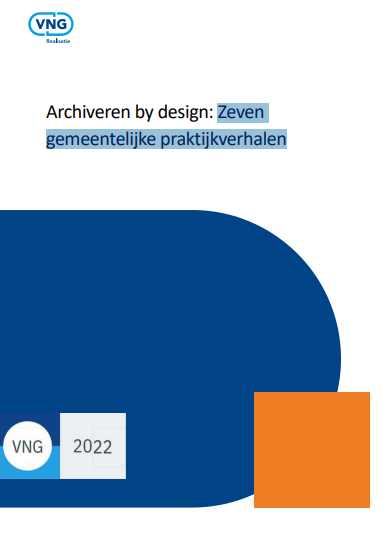 VNG
Realisatie
Archiveren by design: Zeven
gemeentelijke praktijkverhalen
VNG 2022